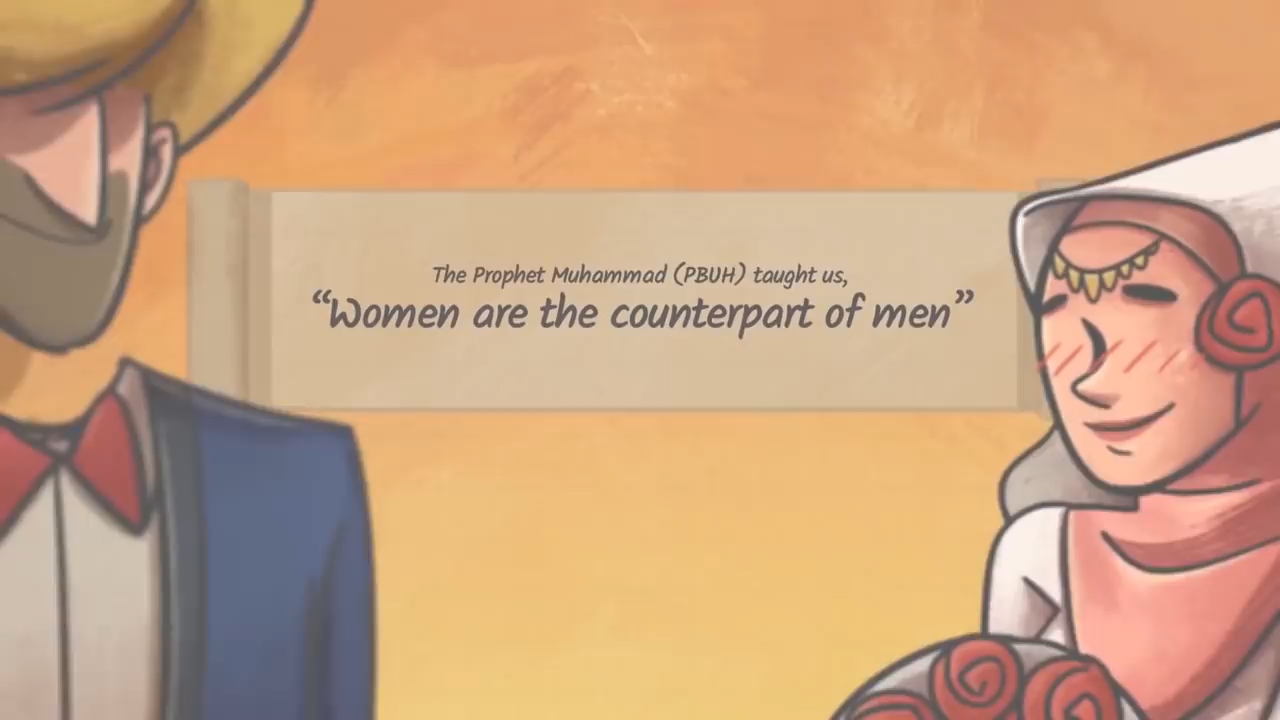 The Prophet Muhammad (PBUH) taught us,
“Women are the counterpart of men”